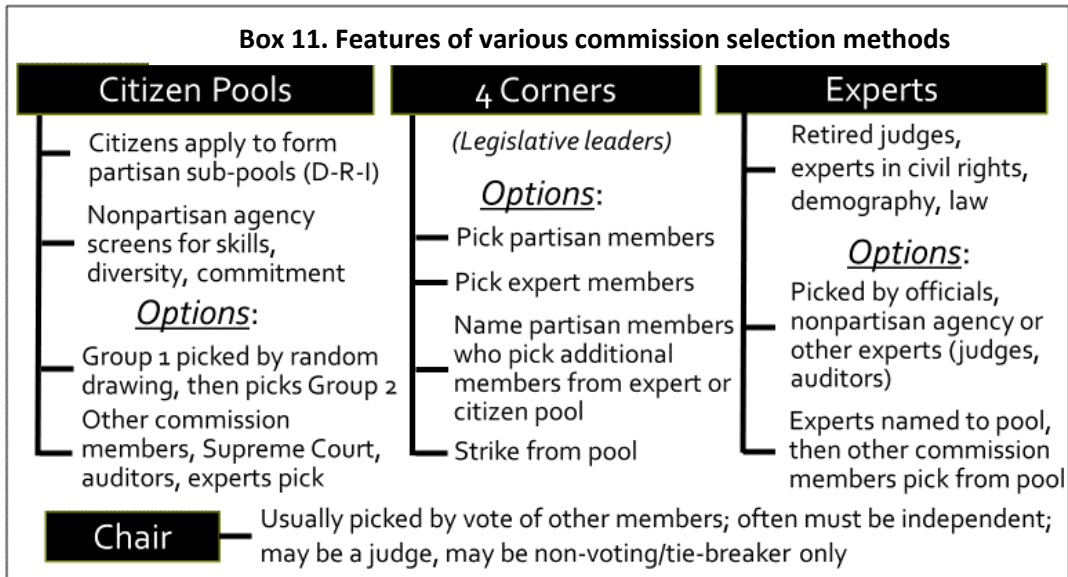 Box 11. Features of various commission selection methods
Citizen Pools
Citizens apply to form
partisan sub-pools (D-R-I)
Nonpartisan agency
screens for skills,
diversity, commitment
Options:
Group 1 picked by random
drawing, then picks Group 2
Other commission
members, Supreme Court,
auditors, experts pick
4 Corners
(Legislative leaders)
Options:
Pick partisan members
Pick expert members
Name partisan members
who pick additional
members from expert or
citizen pool
Strike from pool
Experts
Retired judges,
experts in civil rights,
demography, law
Options:
Picked by officials,
nonpartisan agency or
other experts (judges,
auditors)
Experts named to pool,
then other commission
members pick from pool
Chair
Usually picked by vote of other members; often must be independent;
may be a judge, may be non-voting/tie-breaker only